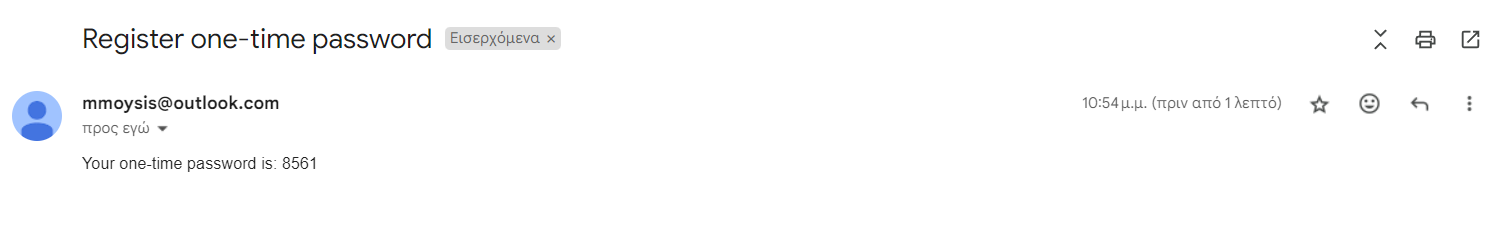 Register one-time password Εισερχόμενα ×
mmoysis@outlook.com 10:54 μ.μ. (πριν από 1 λεπτό)
προς εγώ
Your one-time password is: 8561